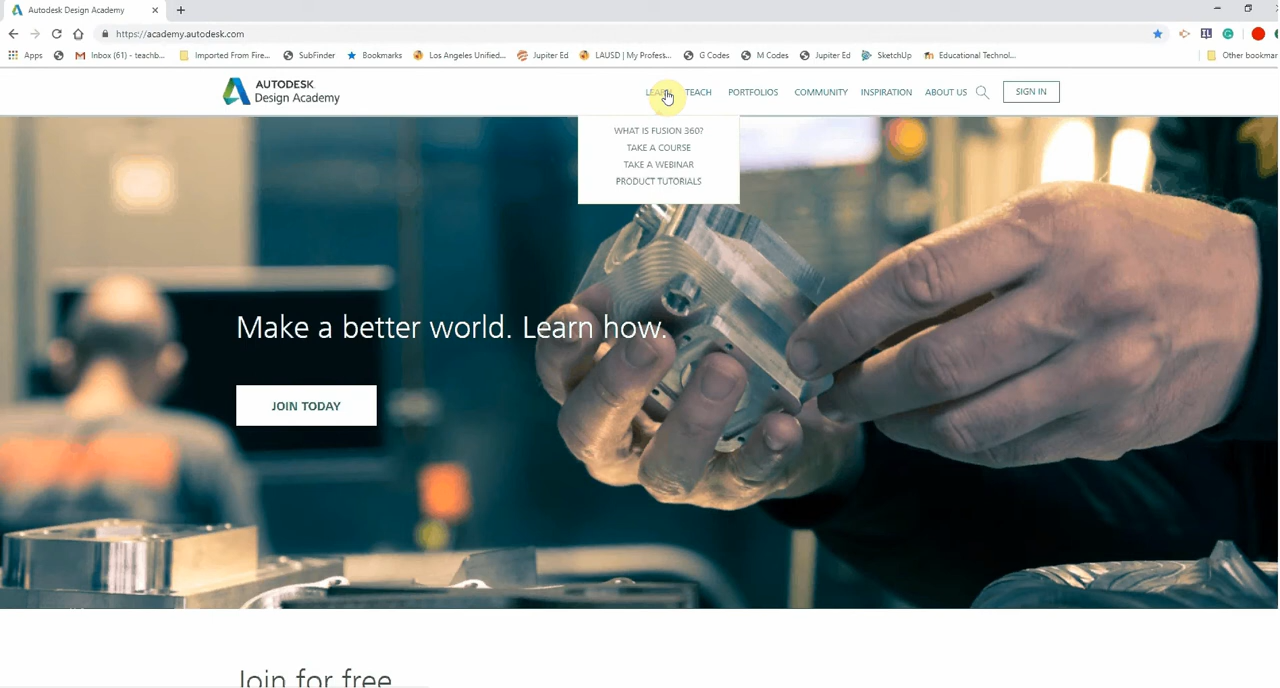 Autodesk Design Academy
https://academy.autodesk.com
Apps Inbox (61) - teachb... Imported From Fire... SubFinder Bookmarks Los Angeles Unified... Jupiter Ed LAUSD | My Profess... G Codes M Codes Jupiter Ed SketchUp Educational Technol... Other bookmar
AUTODESK
Design Academy
LEARN TEACH PORTFOLIOS COMMUNITY INSPIRATION ABOUT US SIGN IN
WHAT IS FUSION 360?
TAKE A COURSE
TAKE A WEBINAR
PRODUCT TUTORIALS
Make a better world. Learn how.
JOIN TODAY
Join for free